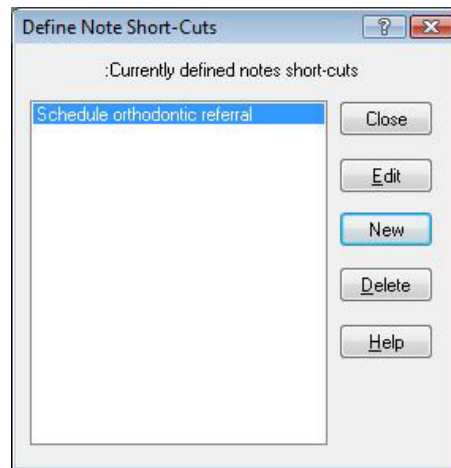 Define Note Short-Cuts
:Currently defined notes short-cuts
Schedule orthodontic referral
Close
Edit
New
Delete
Help